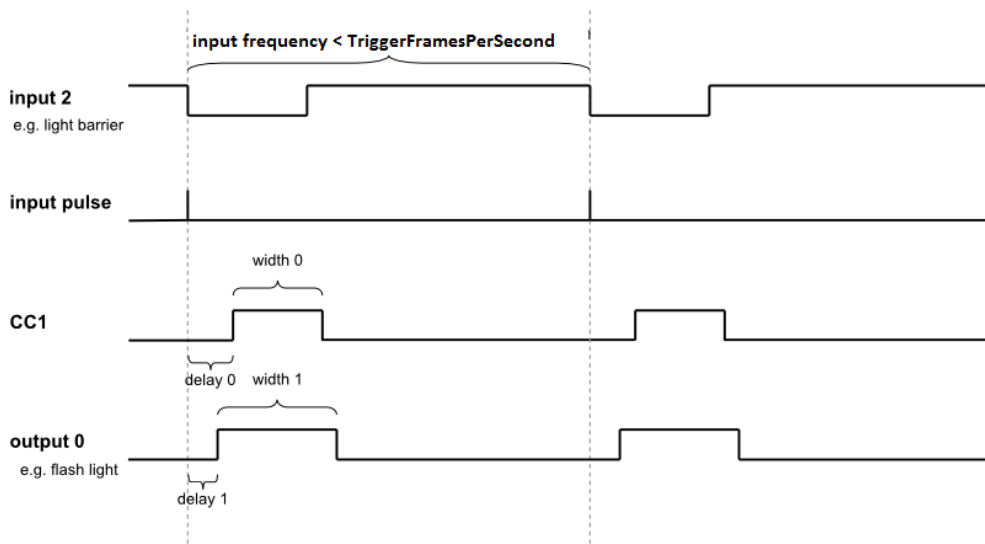 input frequency < TriggerFramesPerSecond
input 2
e.g. light barrier
input pulse
width 0
CC1
delay 0
width 1
output 0
e.g. flash light
delay 1